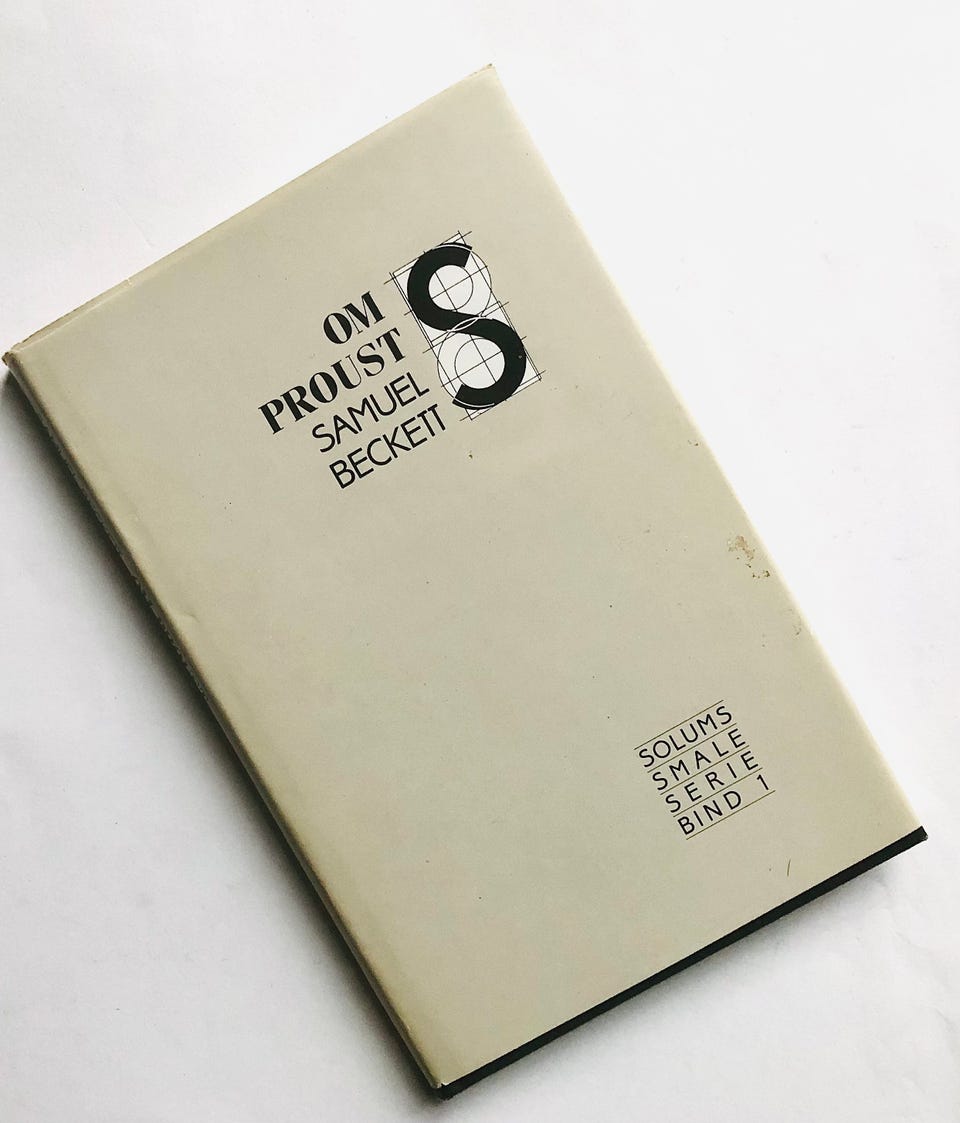 OM
PROUST
SAMUEL
BECKETT
S
SOLUMS
SMALE
SERIE
BIND 1